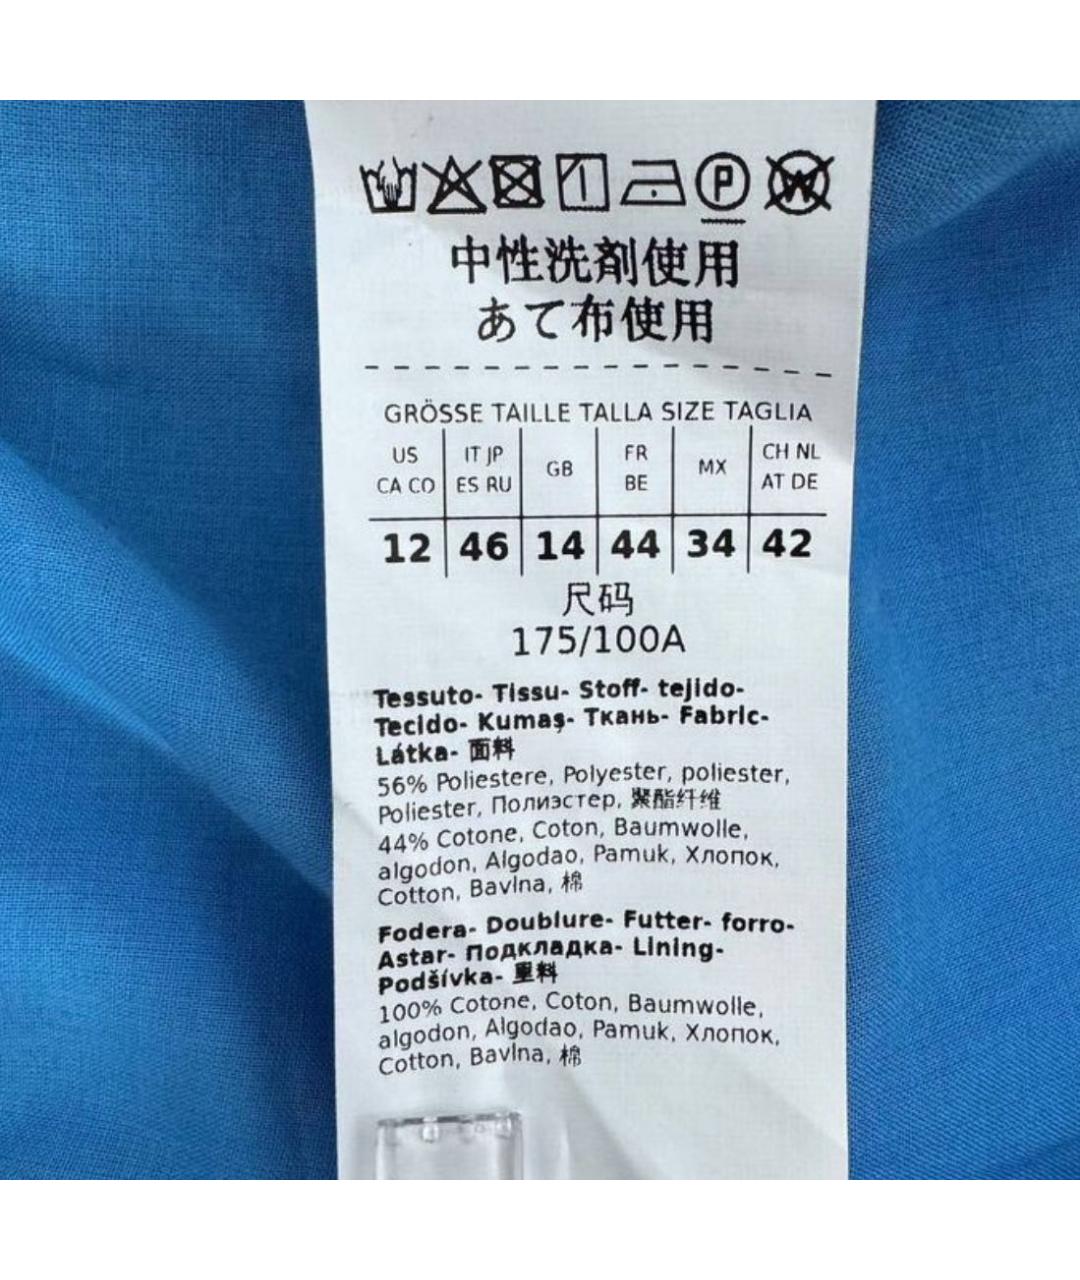 中性洗剤使用
あて布使用
GRÖSSE TAILLE TALLA SIZE TAGLIA
US CA CO IT JP ES RU GB FR BE MX CH NL AT DE
12 46 14 44 34 42
尺码
175/100A
Tessuto- Tissu- Stoff- tejido-
Tecido- Kumaş- Ткань- Fabric-
Látka- 面料
56% Poliestere, Polyester, poliester,
Poliester, Полиэстер, 聚酯纤维
44% Cotone, Coton, Baumwolle,
algodon, Algodao, Pamuk, Хлопок,
Cotton, Bavlna, 棉
Fodera- Doublure- Futter- forro-
Astar- Подкладка- Lining-
Podšívka- 里料
100% Cotone, Coton, Baumwolle,
algodon, Algodao, Pamuk, Хлопок,
Cotton, Bavlna, 棉